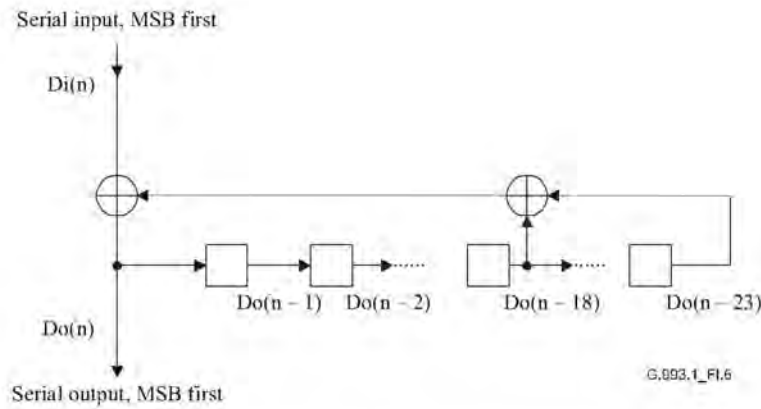 Serial input, MSB first
Di(n)
Do(n – 1)
Do(n – 2)
Do(n – 18)
Do(n – 23)
Do(n)
G.993.1_FI.6
Serial output, MSB first